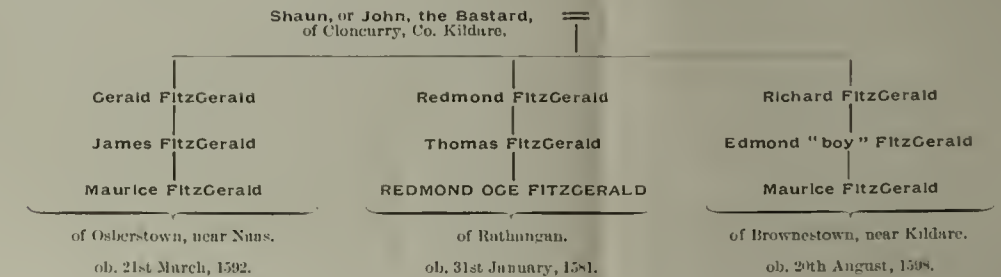 Shaun, or John, the Bastard,
of Cloncurry, Co. Kildare.
Gerald FitzGerald
Redmond FitzGerald
Richard FitzGerald
James FitzGerald
Thomas FitzGerald
Edmond "boy" FitzGerald
Maurice FitzGerald
REDMOND OGE FITZGERALD
Maurice FitzGerald
of Osberstown, near Naas.
of Rathangan.
of Brownestown, near Kildare.
ob. 21st March, 1592.
ob. 31st January, 1581.
ob. 20th August, 1598.